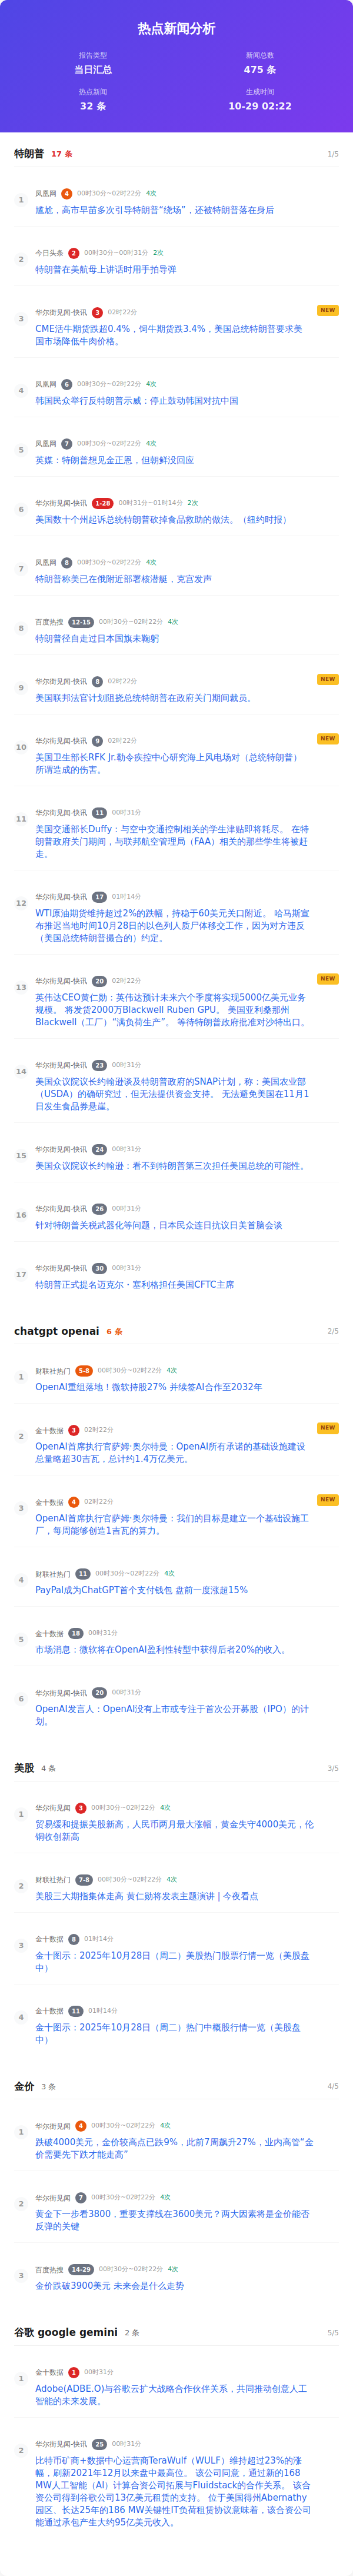 热点新闻分析
报告类型
新闻总数
当日汇总
475 条
热点新闻
生成时间
32 条
10-29 02:22
特朗普 17 条
1/5
1
凤凰网 4 00时30分~02时22分 4次
尴尬，高市早苗多次引导特朗普“绕场”，还被特朗普落在身后
2
今日头条 2 00时30分~00时31分 2次
特朗普在美航母上讲话时用手拍导弹
3
华尔街见闻-快讯 3 02时22分
NEW
CME活牛期货跌超0.4%，饲牛期货跌3.4%，美国总统特朗普要求美
国市场降低牛肉价格。
4
凤凰网 6 00时30分~02时22分 4次
韩国民众举行反特朗普示威：停止鼓动韩国对抗中国
5
凤凰网 7 00时30分~02时22分 4次
英媒：特朗普想见金正恩，但朝鲜没回应
6
华尔街见闻-快讯 1-28 00时31分~01时14分 2次
美国数十个州起诉总统特朗普砍掉食品救助的做法。（纽约时报）
7
凤凰网 8 00时30分~02时22分 4次
特朗普称美已在俄附近部署核潜艇，克宫发声
8
百度热搜 12-15 00时30分~02时22分 4次
特朗普径自走过日本国旗未鞠躬
9
华尔街见闻-快讯 8 02时22分
NEW
美国联邦法官计划阻挠总统特朗普在政府关门期间裁员。
10
华尔街见闻-快讯 9 02时22分
NEW
美国卫生部长RFK Jr.勒令疾控中心研究海上风电场对（总统特朗普）
所谓造成的伤害。
11
华尔街见闻-快讯 11 00时31分
美国交通部长Duffy：与空中交通控制相关的学生津贴即将耗尽。 在特
朗普政府关门期间，与联邦航空管理局（FAA）相关的那些学生将被赶
走。
12
华尔街见闻-快讯 17 01时14分
WTI原油期货维持超过2%的跌幅，持稳于60美元关口附近。 哈马斯宣
布推迟当地时间10月28日的以色列人质尸体移交工作，因为对方违反
（美国总统特朗普撮合的）约定。
13
华尔街见闻-快讯 20 02时22分
NEW
英伟达CEO黄仁勋：英伟达预计未来六个季度将实现5000亿美元业务
规模。 将发货2000万Blackwell Ruben GPU。 美国亚利桑那州
Blackwell（工厂）“满负荷生产”。 等待特朗普政府批准对沙特出口。
14
华尔街见闻-快讯 23 00时31分
美国众议院议长约翰逊谈及特朗普政府的SNAP计划，称：美国农业部
（USDA）的确研究过，但无法提供资金支持。 无法避免美国在11月1
日发生食品券悬崖。
15
华尔街见闻-快讯 24 00时31分
美国众议院议长约翰逊：看不到特朗普第三次担任美国总统的可能性。
16
华尔街见闻-快讯 26 00时31分
针对特朗普关税武器化等问题，日本民众连日抗议日美首脑会谈
17
华尔街见闻-快讯 30 00时31分
特朗普正式提名迈克尔・塞利格担任美国CFTC主席
chatgpt openai 6 条
2/5
1
财联社热门 5-8 00时30分~02时22分 4次
OpenAI重组落地！微软持股27% 并续签AI合作至2032年
2
金十数据 3 02时22分
NEW
OpenAI首席执行官萨姆·奥尔特曼：OpenAI所有承诺的基础设施建设
总量略超30吉瓦，总计约1.4万亿美元。
3
金十数据 4 02时22分
NEW
OpenAI首席执行官萨姆·奥尔特曼：我们的目标是建立一个基础设施工
厂，每周能够创造1吉瓦的算力。
4
财联社热门 11 00时30分~02时22分 4次
PayPal成为ChatGPT首个支付钱包 盘前一度涨超15%
5
金十数据 18 00时31分
市场消息：微软将在OpenAI盈利性转型中获得后者20%的收入。
6
华尔街见闻-快讯 20 00时31分
OpenAI发言人：OpenAI没有上市或专注于首次公开募股（IPO）的计
划。
美股 4 条
3/5
1
华尔街见闻 3 00时30分~02时22分 4次
贸易缓和提振美股新高，人民币两月最大涨幅，黄金失守4000美元，伦
铜收创新高
2
财联社热门 7-8 00时30分~02时22分 4次
美股三大期指集体走高 黄仁勋将发表主题演讲 | 今夜看点
3
金十数据 8 01时14分
金十图示：2025年10月28日（周二）美股热门股票行情一览（美股盘
中）
4
金十数据 11 01时14分
金十图示：2025年10月28日（周二）热门中概股行情一览（美股盘
中）
金价 3 条
4/5
1
华尔街见闻 4 00时30分~02时22分 4次
跌破4000美元，金价较高点已跌9%，此前7周飙升27%，业内高管“金
价需要先下跌才能走高”
2
华尔街见闻 7 00时30分~02时22分 4次
黄金下一步看3800，重要支撑线在3600美元？两大因素将是金价能否
反弹的关键
3
百度热搜 14-29 00时30分~02时22分 4次
金价跌破3900美元 未来会是什么走势
谷歌 google gemini 2 条
5/5
1
金十数据 1 00时31分
Adobe(ADBE.O)与谷歌云扩大战略合作伙伴关系，共同推动创意人工
智能的未来发展。
2
华尔街见闻-快讯 25 00时31分
比特币矿商+数据中心运营商TeraWulf（WULF）维持超过23%的涨
幅，刷新2021年12月以来盘中最高位。 该公司同意，通过新的168
MW人工智能（AI）计算合资公司拓展与Fluidstack的合作关系。 该合
资公司得到谷歌公司13亿美元租赁的支持。位于美国得州Abernathy
园区、长达25年的186 MW关键性IT负荷租赁协议意味着，该合资公司
能通过承包产生大约95亿美元收入。